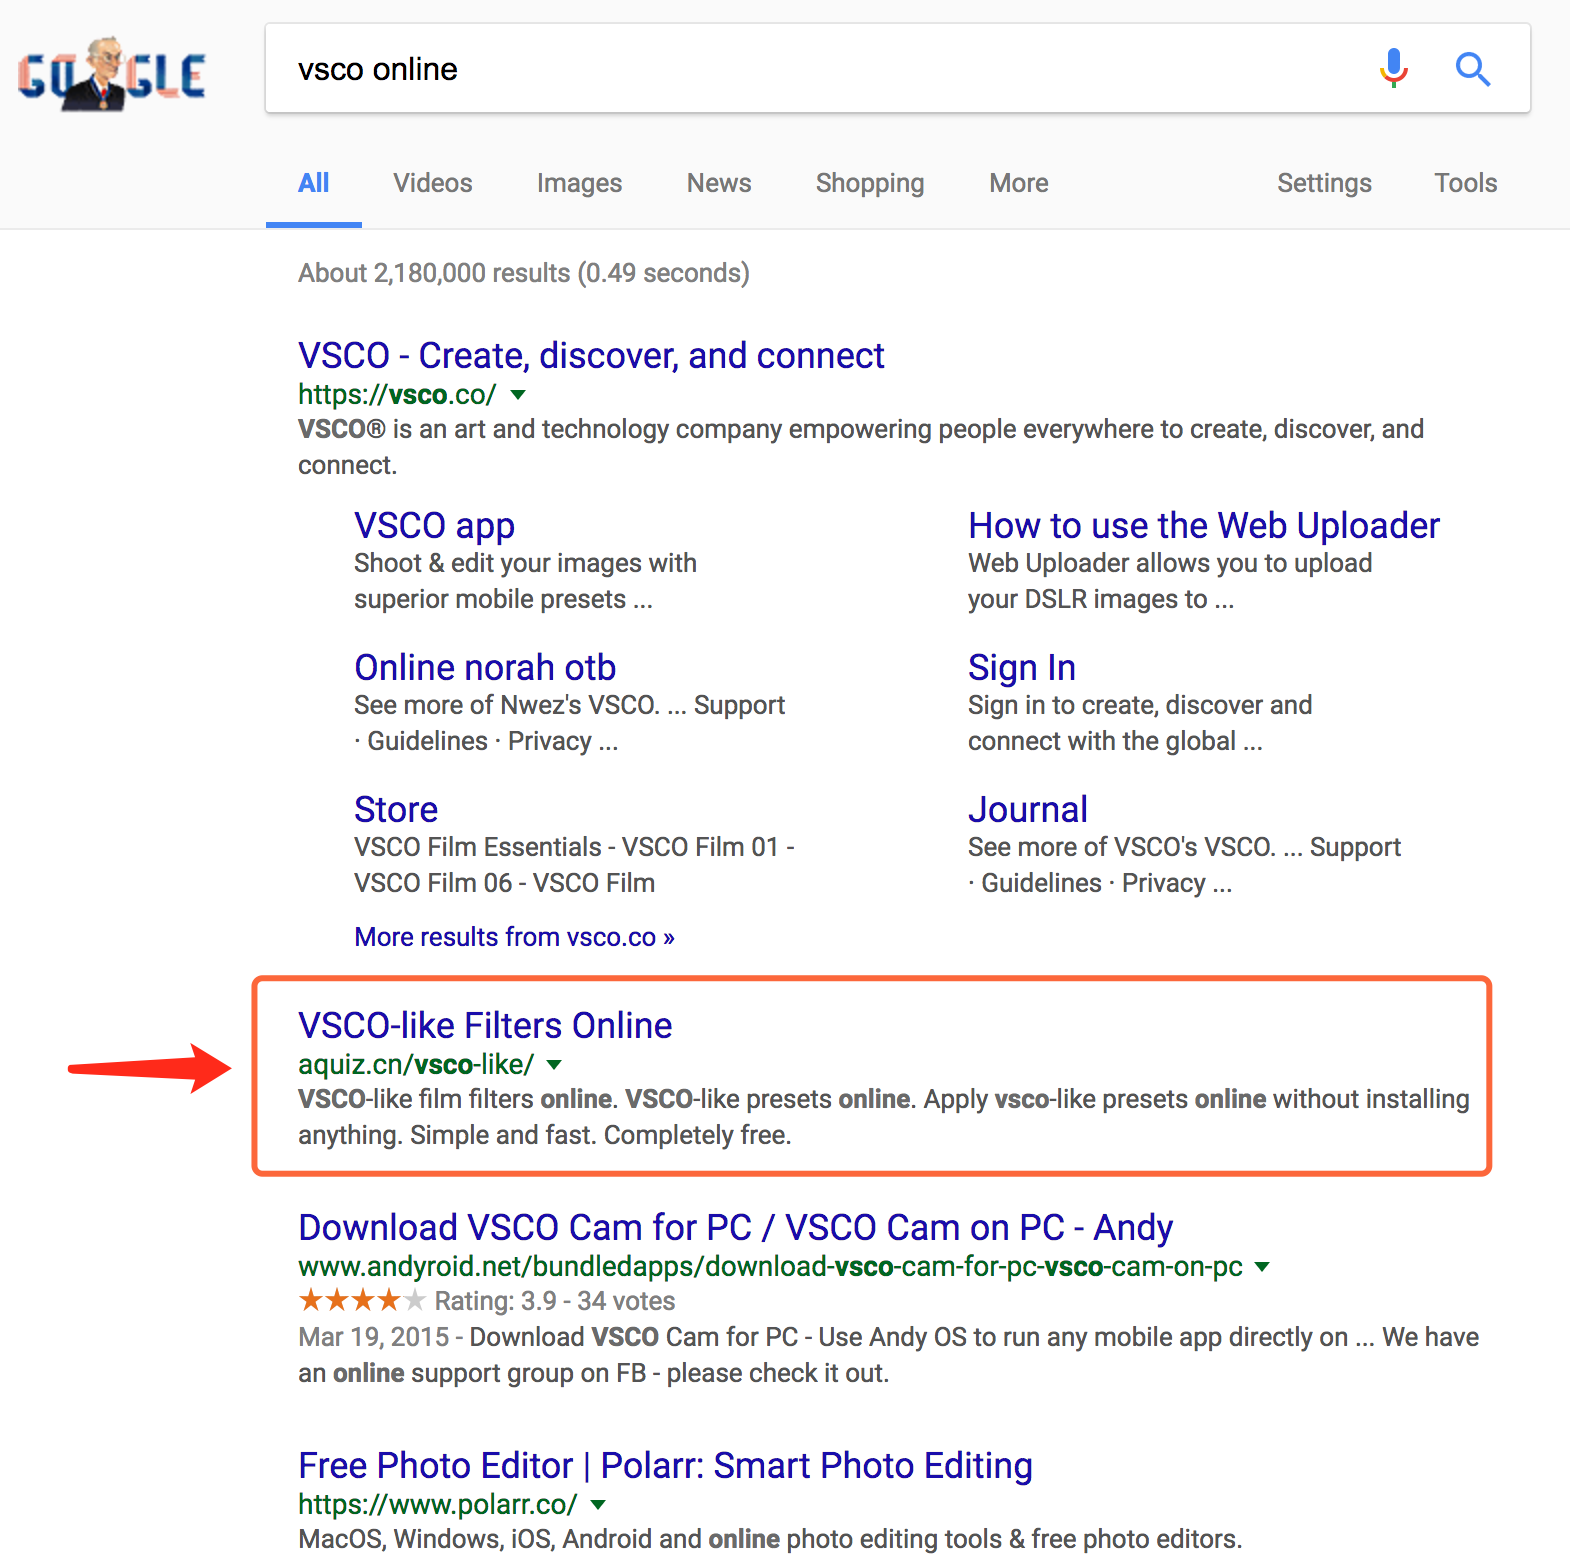 GOOGLE
vsco online
All Videos Images News Shopping More Settings Tools
About 2,180,000 results (0.49 seconds)
VSCO - Create, discover, and connect
https://vsco.co/
VSCO® is an art and technology company empowering people everywhere to create, discover, and
connect.
VSCO app
Shoot & edit your images with
superior mobile presets ...
How to use the Web Uploader
Web Uploader allows you to upload
your DSLR images to ...
Online norah otb
See more of Nwez's VSCO. ... Support
· Guidelines · Privacy ...
Sign In
Sign in to create, discover and
connect with the global ...
Store
VSCO Film Essentials - VSCO Film 01 -
VSCO Film 06 - VSCO Film
Journal
See more of VSCO's VSCO. ... Support
· Guidelines · Privacy ...
More results from vsco.co »
VSCO-like Filters Online
aquiz.cn/vsco-like/
VSCO-like film filters online. VSCO-like presets online. Apply vsco-like presets online without installing
anything. Simple and fast. Completely free.
Download VSCO Cam for PC / VSCO Cam on PC - Andy
www.andyroid.net/bundledapps/download-vsco-cam-for-pc-vsco-cam-on-pc
Rating: 3.9 - 34 votes
Mar 19, 2015 - Download VSCO Cam for PC - Use Andy OS to run any mobile app directly on ... We have
an online support group on FB - please check it out.
Free Photo Editor | Polarr: Smart Photo Editing
https://www.polarr.co/
MacOS, Windows, iOS, Android and online photo editing tools & free photo editors.